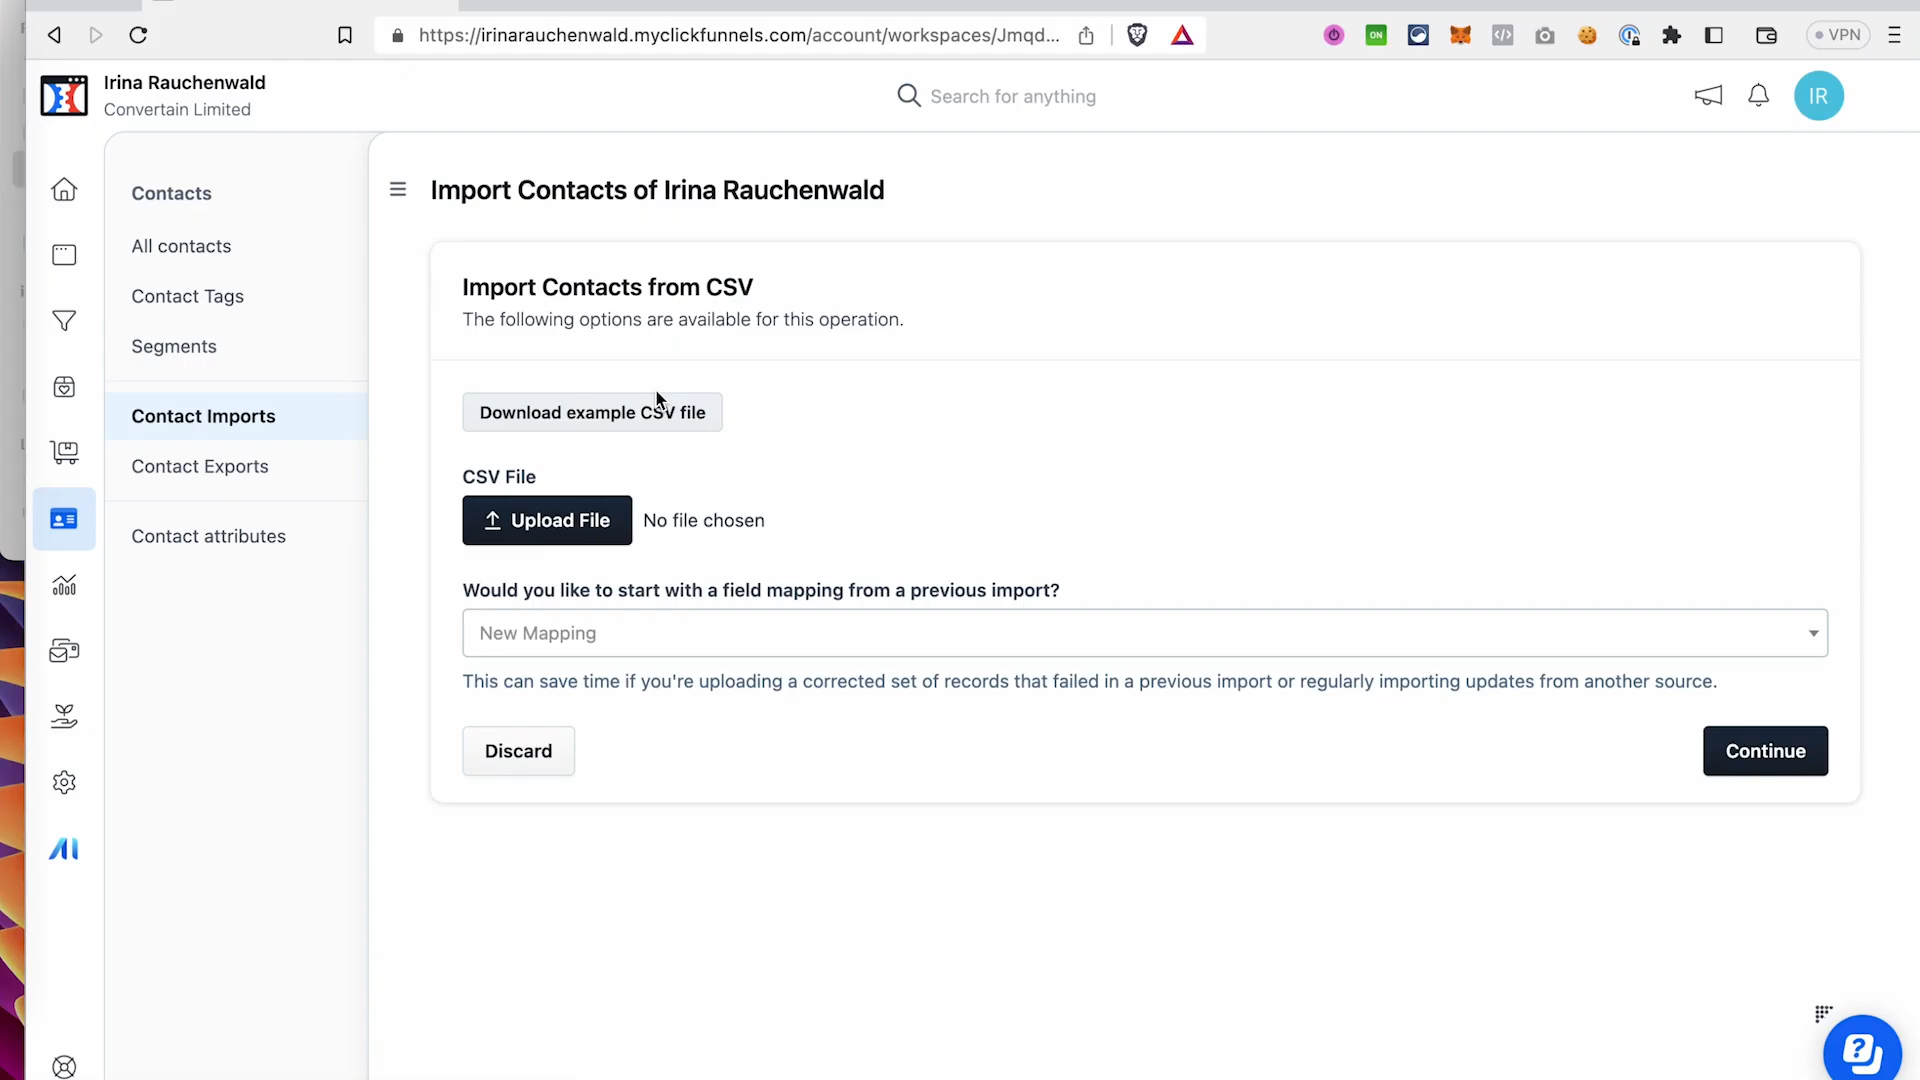 https://irinarauchenwald.myclickfunnels.com/account/workspaces/Jmqd...
ON
VPN
Irina Rauchenwald
Convertain Limited
Search for anything
IR
Contacts
All contacts
Contact Tags
Segments
Contact Imports
Contact Exports
Contact attributes
AI
Import Contacts of Irina Rauchenwald
Import Contacts from CSV
The following options are available for this operation.
Download example CSV file
CSV File
Upload File
No file chosen
Would you like to start with a field mapping from a previous import?
New Mapping
This can save time if you're uploading a corrected set of records that failed in a previous import or regularly importing updates from another source.
Discard
Continue